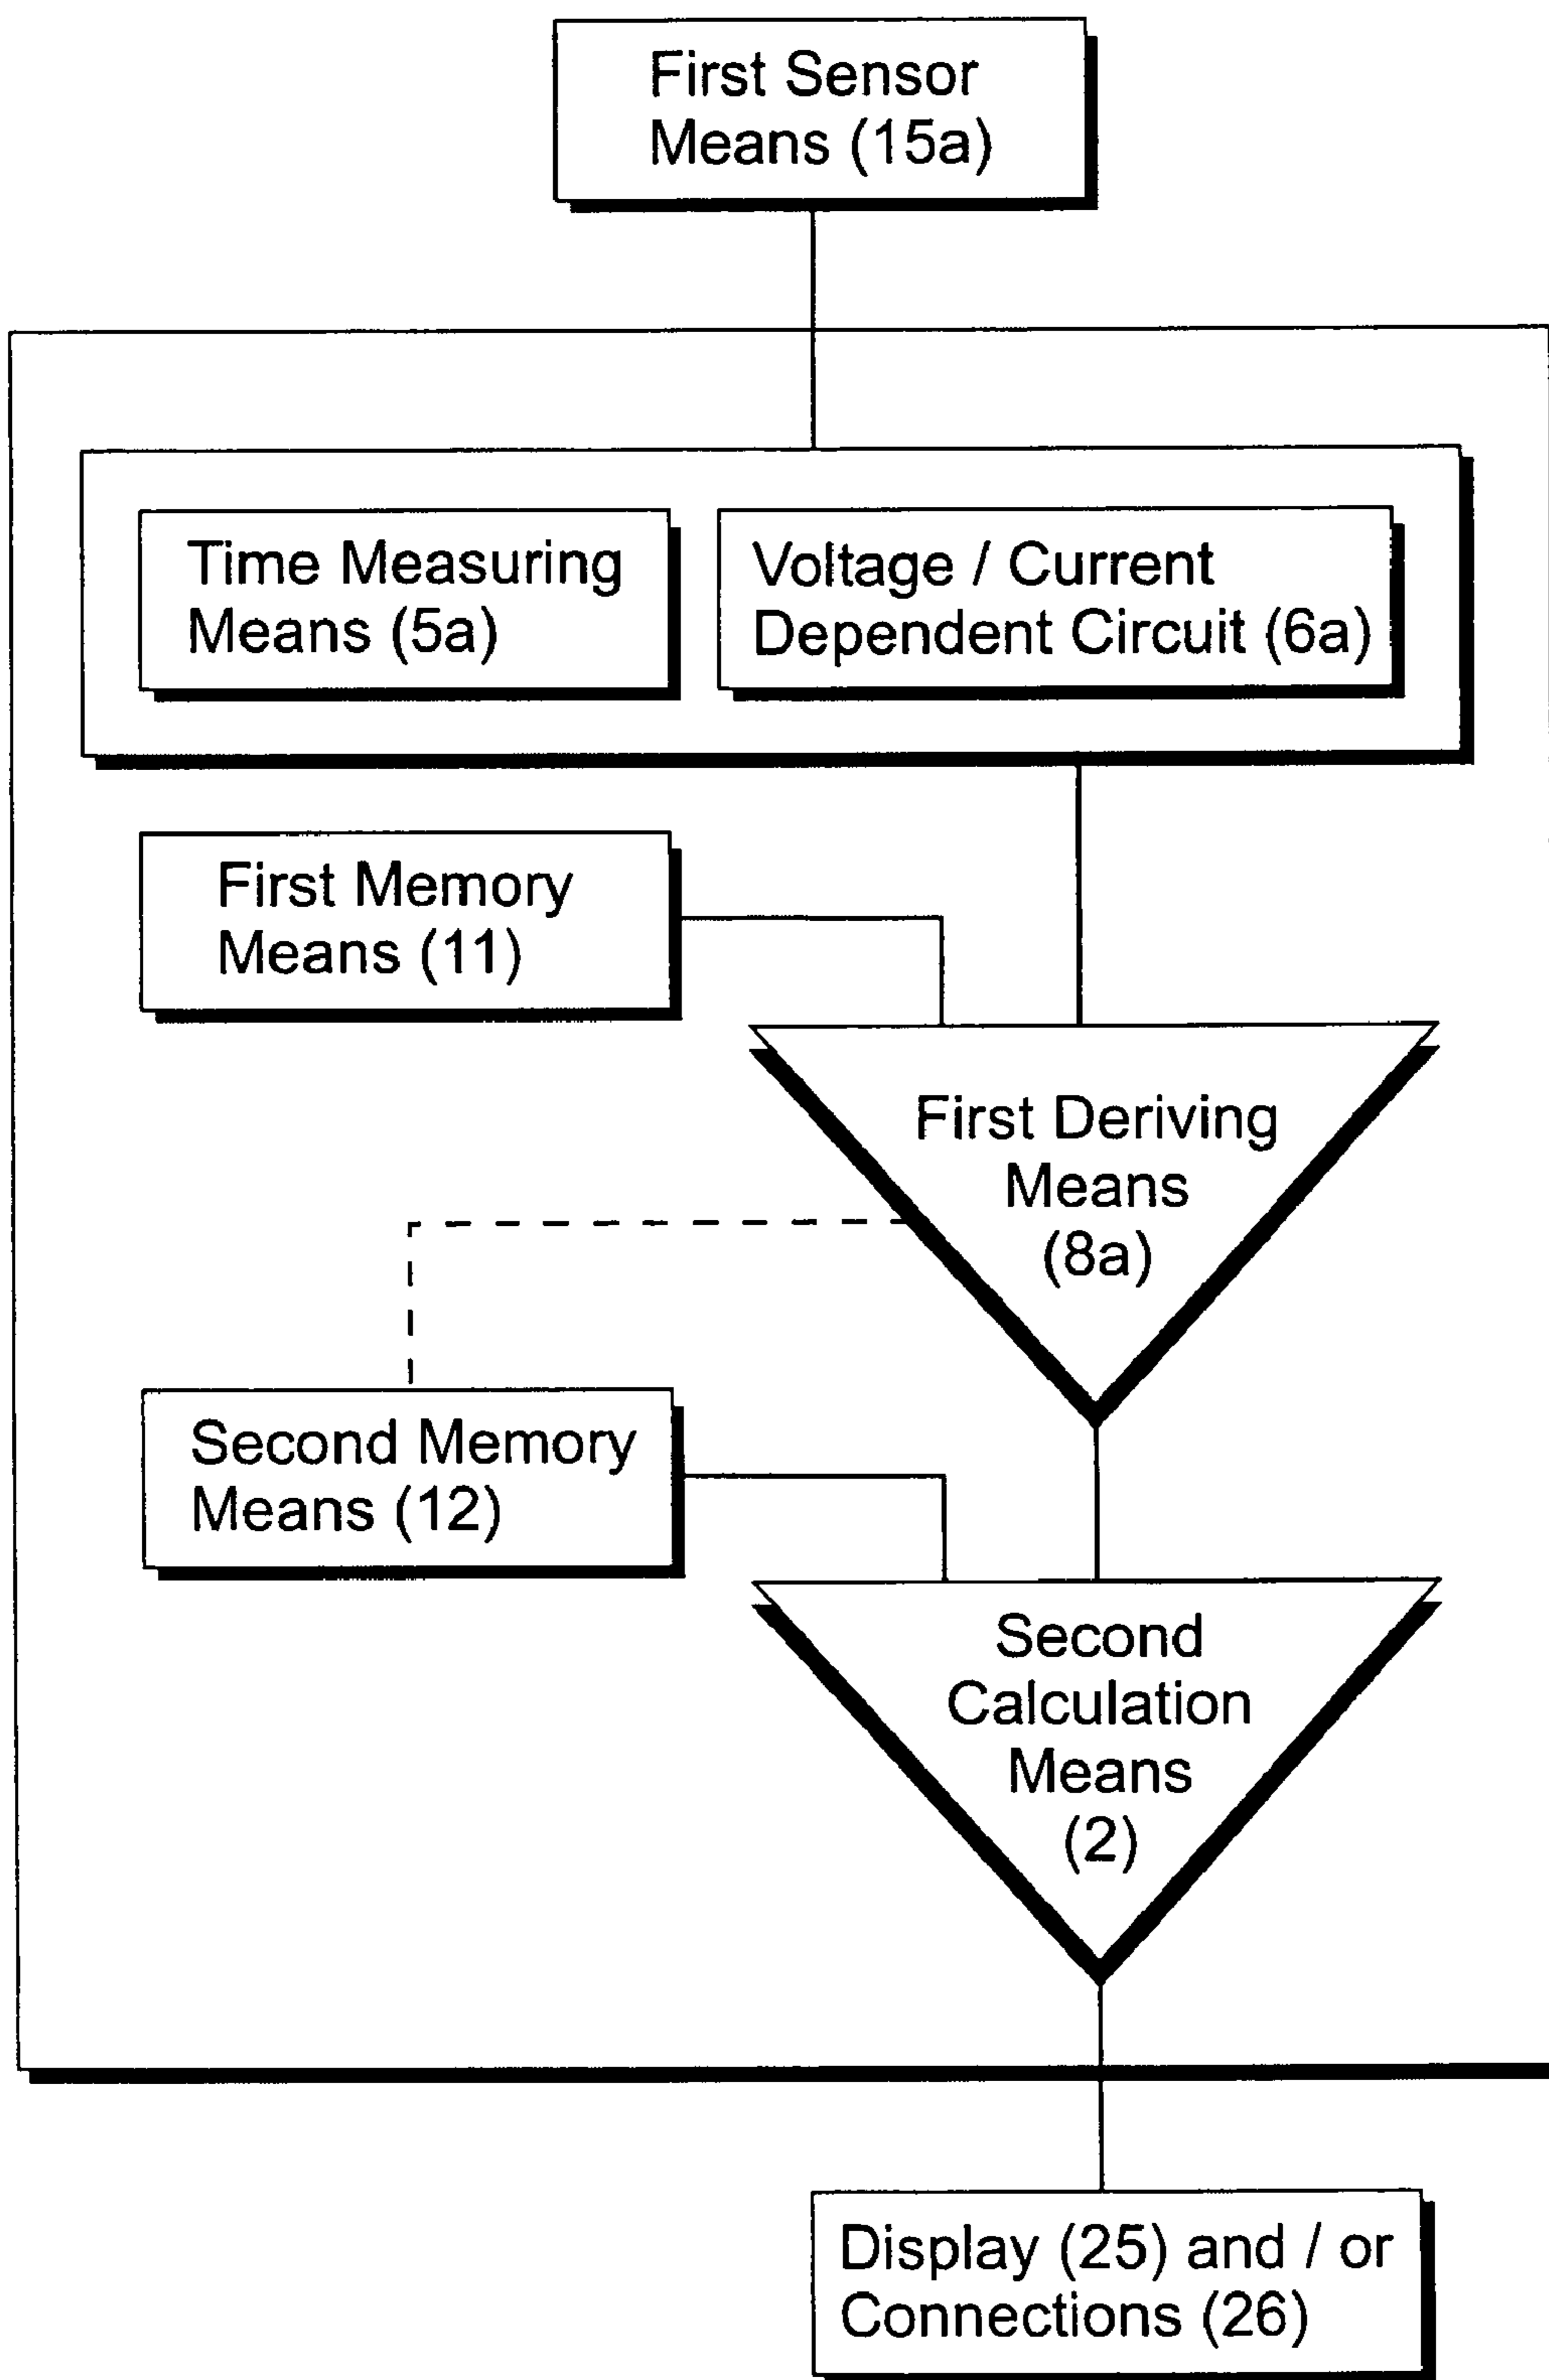 First Sensor
Means (15a)
Time Measuring
Means (5a)
Voltage / Current
Dependent Circuit (6a)
First Memory
Means (11)
First Deriving
Means
(8a)
Second Memory
Means (12)
Second
Calculation
Means
(2)
Display (25) and / or
Connections (26)